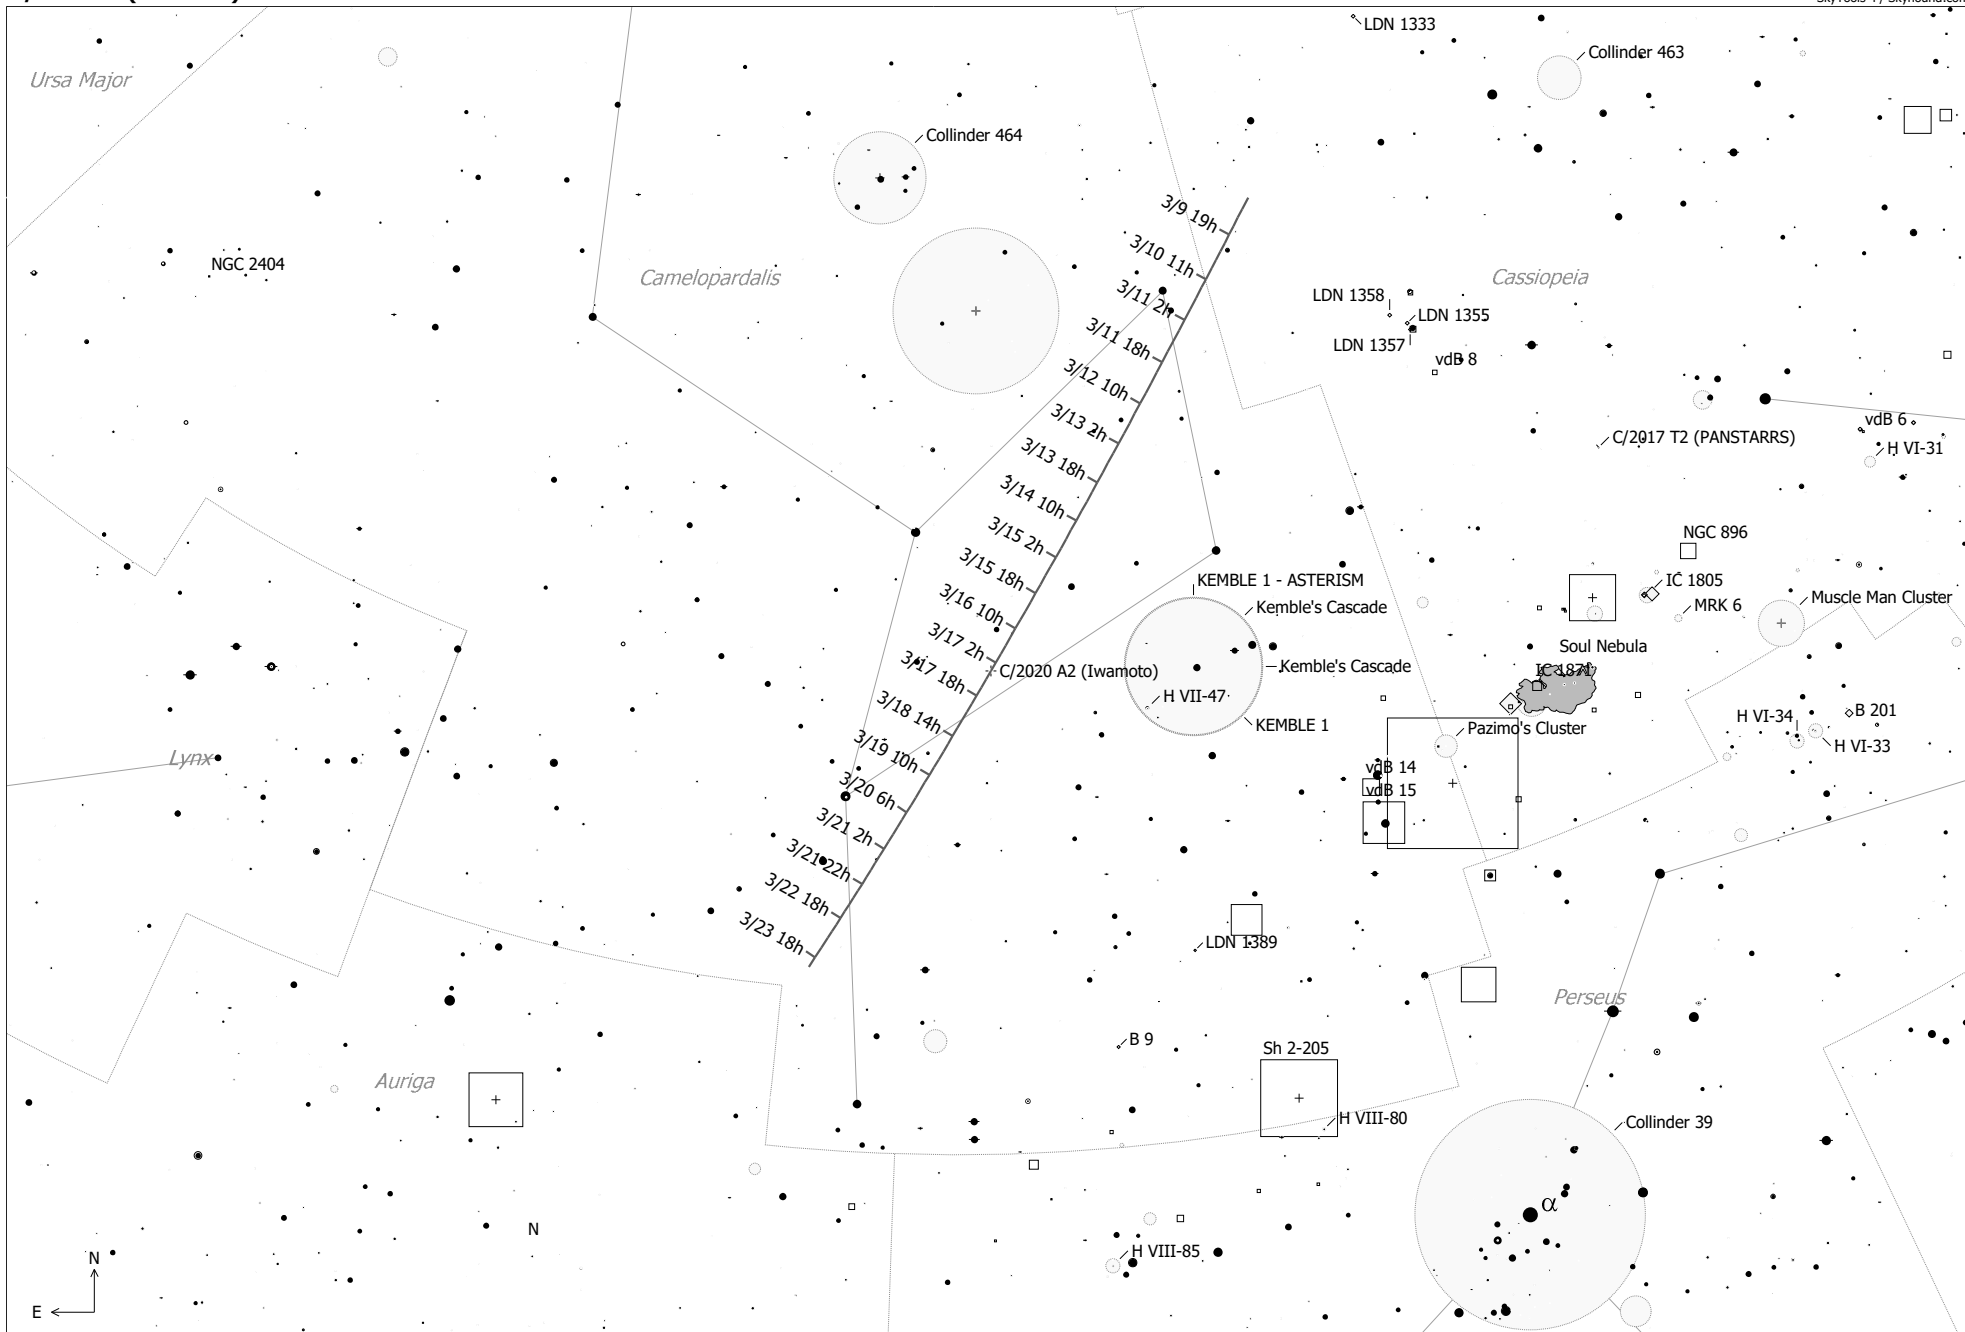 LDN 1333
Collinder 463
Ursa Major
Collinder 464
3/9 19h
3/10 11h
NGC 2404
Camelopardalis
Cassiopeia
3/11 2h
LDN 1358
LDN 1355
3/11 18h
LDN 1357
vdB 8
3/12 10h
3/13 2h
vdB 6
C/2017 T2 (PANSTARRS)
H VI-31
3/13 18h
3/14 10h
3/15 2h
NGC 896
3/15 18h
KEMBLE 1 - ASTERISM
IC 1805
3/16 10h
Kemble's Cascade
MRK 6
Muscle Man Cluster
3/17 2h
Soul Nebula
3/17 18h
C/2020 A2 (Iwamoto)
Kemble's Cascade
IC 1871
3/18 14h
H VII-47
KEMBLE 1
Pazimo's Cluster
H VI-34
B 201
H VI-33
3/19 10h
Lynx
vdB 14
3/20 6h
vdB 15
3/21 2h
3/21 22h
3/22 18h
3/23 18h
LDN 1389
Perseus
B 9
Sh 2-205
Auriga
H VIII-80
Collinder 39
α
N
H VIII-85
N
E